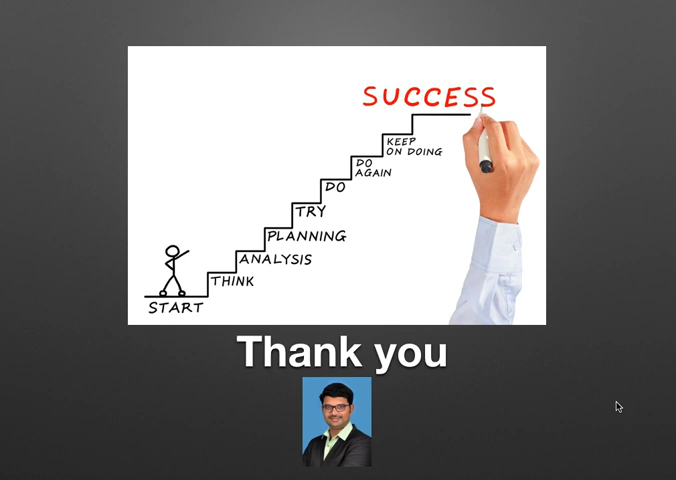 SUCCESS
KEEP
ON DOING
DO
AGAIN
DO
TRY
PLANNING
ANALYSIS
THINK
START
Thank you